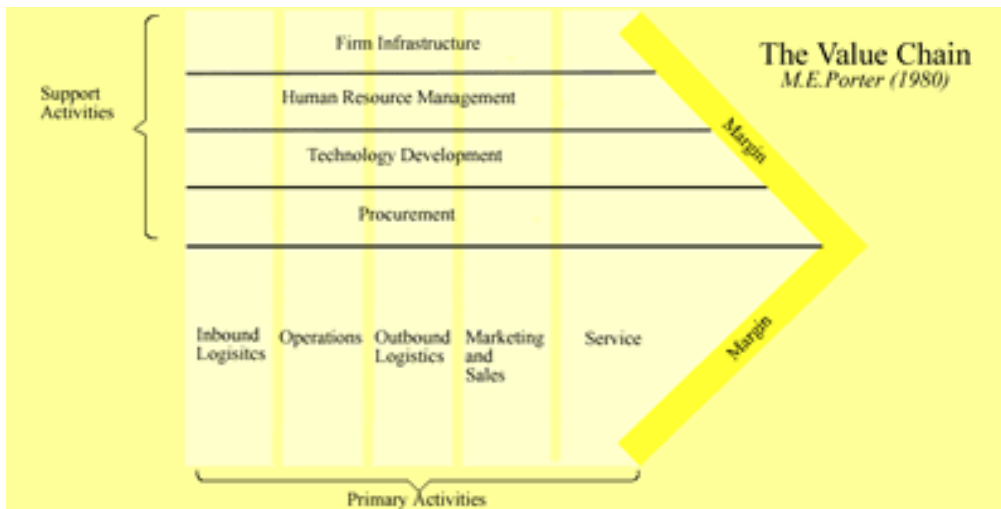 Firm Infrastructure
The Value Chain
M.E.Porter (1980)
Support
Activities
Human Resource Management
Margin
Technology Development
Procurement
Inbound
Logisitcs
Operations
Outbound
Logistics
Marketing
and
Sales
Service
Margin
Primary Activities